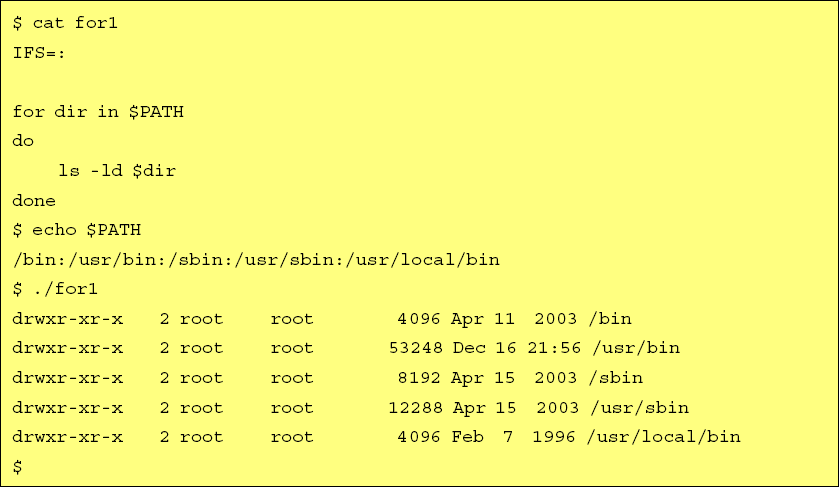 $ cat for1
IFS=:
for dir in $PATH
do
    ls -ld $dir
done
$ echo $PATH
/bin:/usr/bin:/sbin:/usr/sbin:/usr/local/bin
$ ./for1
drwxr-xr-x   2 root    root        4096 Apr 11  2003 /bin
drwxr-xr-x   2 root    root       53248 Dec 16 21:56 /usr/bin
drwxr-xr-x   2 root    root        8192 Apr 15  2003 /sbin
drwxr-xr-x   2 root    root       12288 Apr 15  2003 /usr/sbin
drwxr-xr-x   2 root    root        4096 Feb  7  1996 /usr/local/bin
$